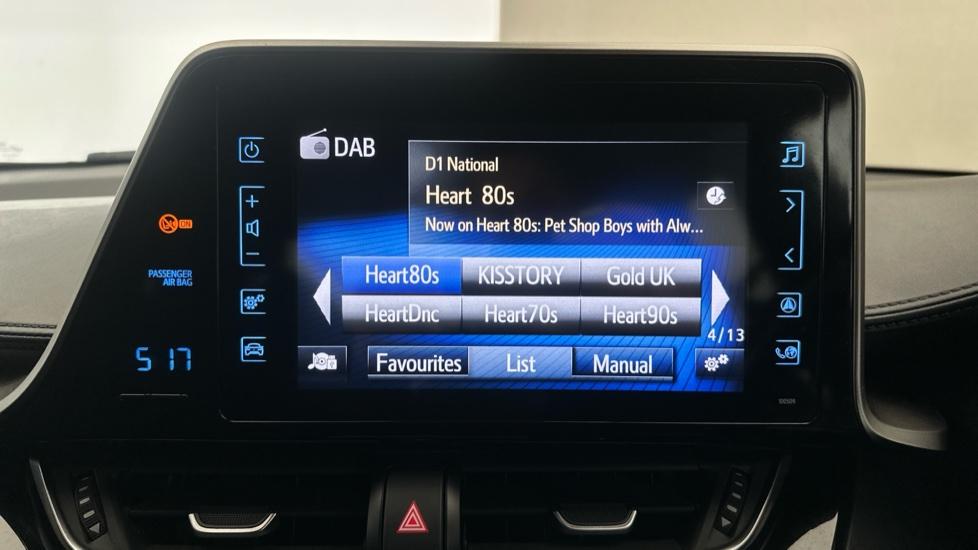 DAB
D1 National
Heart 80s
Now on Heart 80s: Pet Shop Boys with Alw...
Heart80s KISSTORY Gold UK
HeartDnc Heart70s Heart90s
4/13
Favourites List Manual
ON
PASSENGER
AIR BAG
5 17